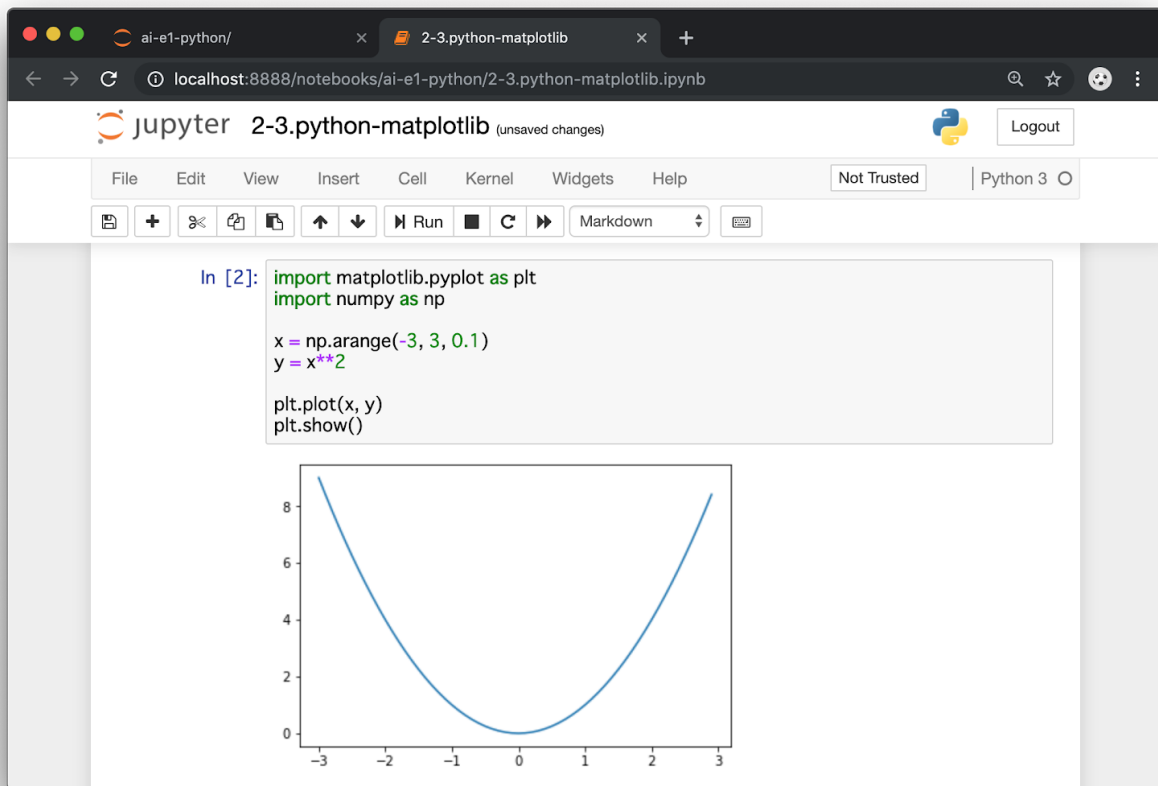 ai-e1-python/
2-3.python-matplotlib
localhost:8888/notebooks/ai-e1-python/2-3.python-matplotlib.ipynb
jupyter 2-3.python-matplotlib (unsaved changes)
Logout
File Edit View Insert Cell Kernel Widgets Help
Not Trusted
Python 3
Run
Markdown
In [2]:
import matplotlib.pyplot as plt
import numpy as np
x = np.arange(-3, 3, 0.1)
y = x**2
plt.plot(x, y)
plt.show()
8
6
4
2
0
−3 −2 −1 0 1 2 3